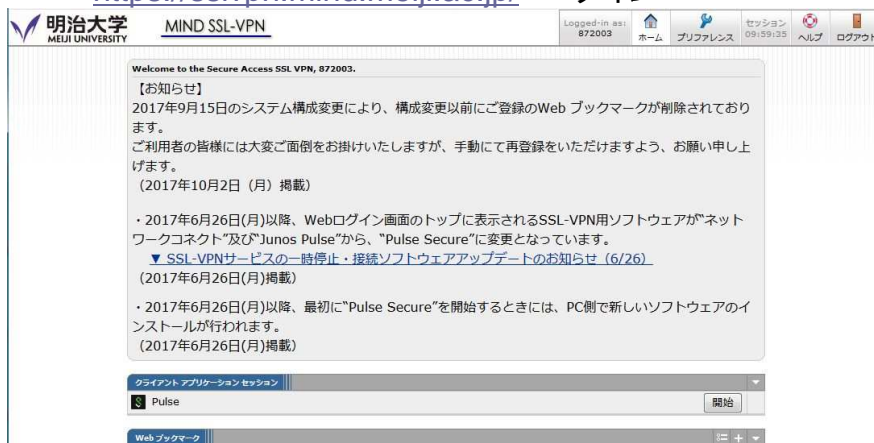 明治大学
MEIJI UNIVERSITY
MIND SSL-VPN
Logged-in as:
872003
ホーム
プリファレンス
セッション
09:59:35
ヘルプ
ログアウト
Welcome to the Secure Access SSL VPN, 872003.
【お知らせ】
2017年9月15日のシステム構成変更により、構成変更以前にご登録のWeb ブックマークが削除されており
ます。
ご利用者の皆様には大変ご面倒をお掛けいたしますが、手動にて再登録をいただけますよう、お願い申し上
げます。
（2017年10月2日（月）掲載）
・2017年6月26日(月)以降、Webログイン画面のトップに表示されるSSL-VPN用ソフトウェアが“ネット
ワークコネクト”及び“Junos Pulse”から、“Pulse Secure”に変更となっています。
▼ SSL-VPNサービスの一時停止・接続ソフトウェアアップデートのお知らせ（6/26）
(2017年6月26日(月)掲載）
・2017年6月26日(月)以降、最初に“Pulse Secure”を開始するときには、PC側で新しいソフトウェアのイ
ンストールが行われます。
（2017年6月26日(月)掲載）
クライアント アプリケーション セッション
Pulse
開始
Web ブックマーク